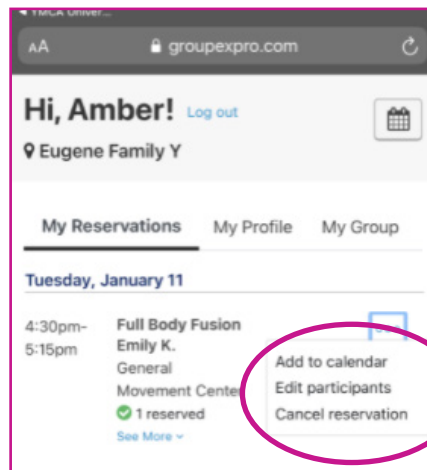 ◄ YMCA Univer...
AA groupexpro.com
Hi, Amber! Log out
Eugene Family Y
My Reservations My Profile My Group
Tuesday, January 11
4:30pm- Full Body Fusion
5:15pm Emily K.
General
Movement Center
1 reserved
See More
Add to calendar
Edit participants
Cancel reservation